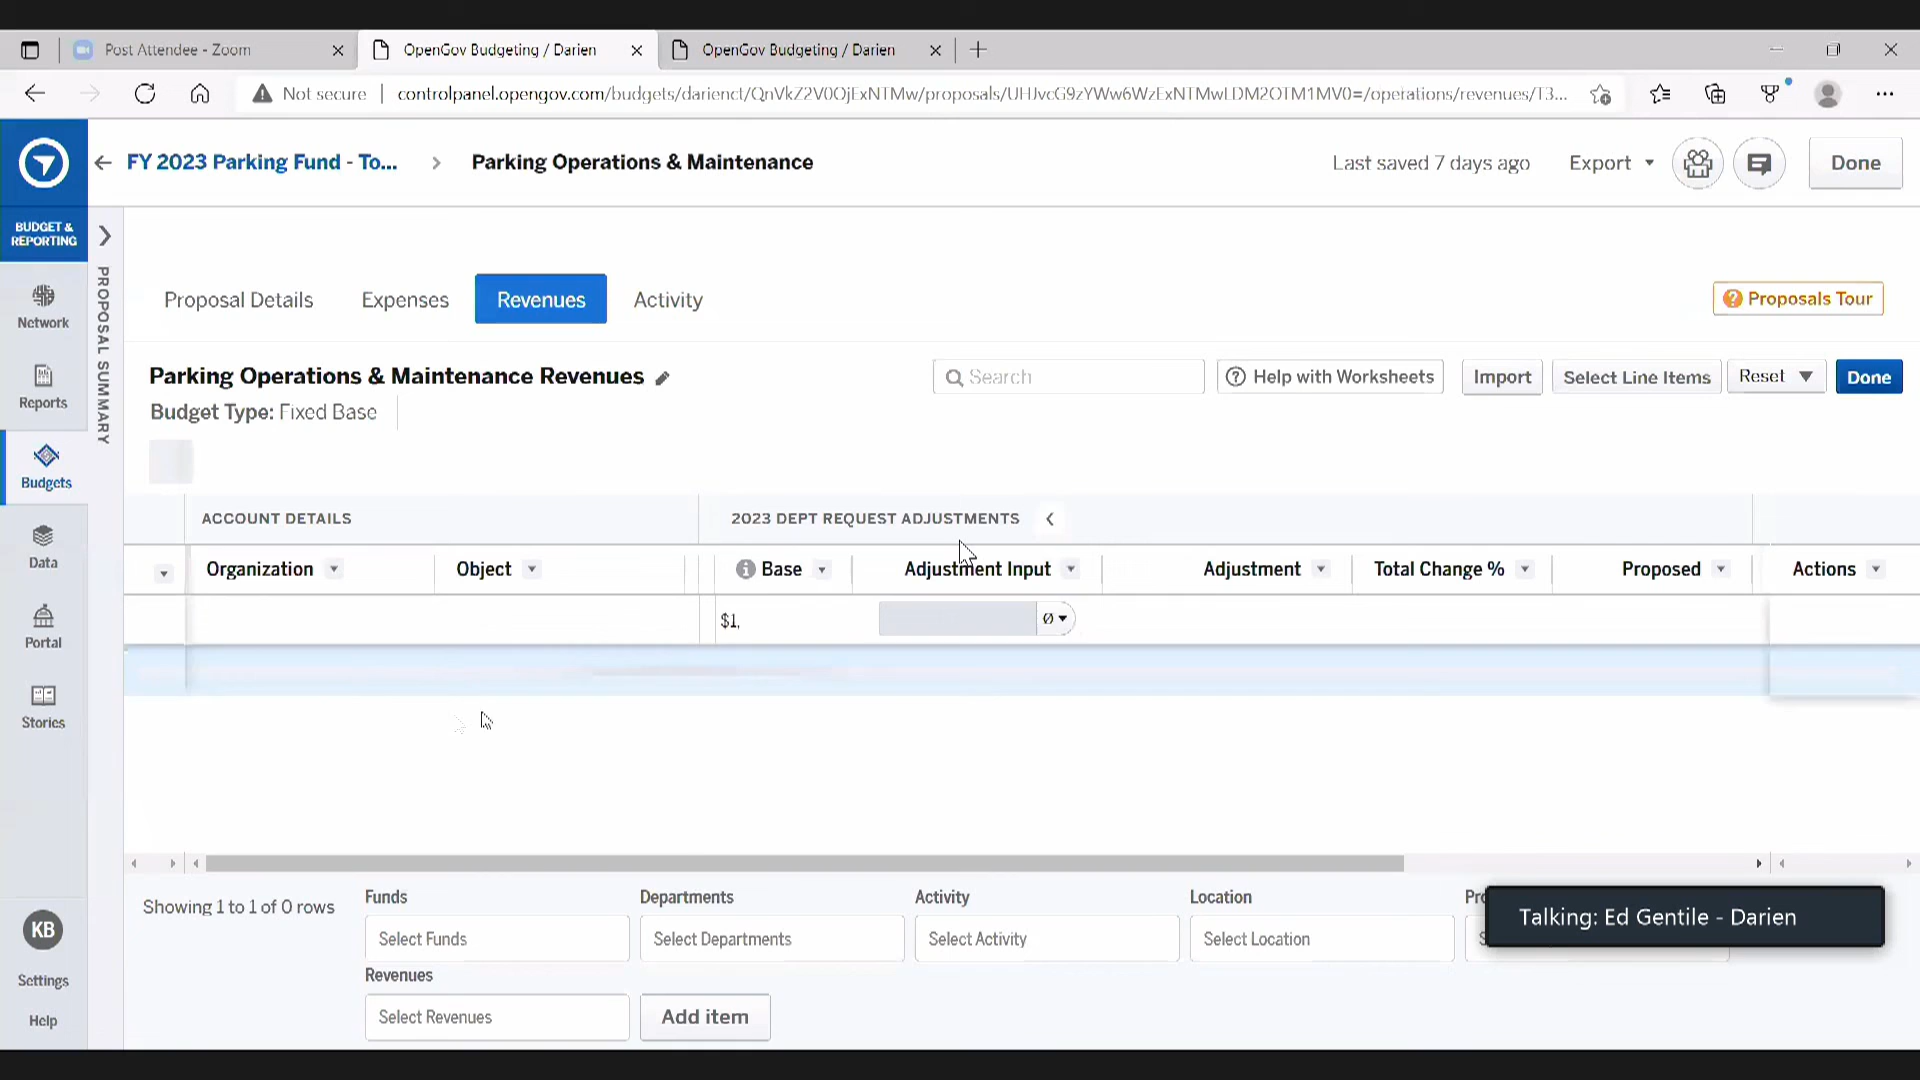 Post Attendee - Zoom
OpenGov Budgeting / Darien
OpenGov Budgeting / Darien
Not secure
controlpanel.opengov.com/budgets/darienct/QnVkZ2V0OjExNTMw/proposals/UHJvcG9zYWw6WzExNTMwLDM2OTM1MV0=/operations/revenues/T3...
BUDGET & REPORTING
FY 2023 Parking Fund - To...
Parking Operations & Maintenance
Last saved 7 days ago
Export
Done
PROPOSAL SUMMARY
Network
Reports
Budgets
Data
Portal
Stories
KB
Settings
Help
Proposal Details
Expenses
Revenues
Activity
Proposals Tour
Parking Operations & Maintenance Revenues
Search
Help with Worksheets
Import
Select Line Items
Reset
Done
Budget Type: Fixed Base
ACCOUNT DETAILS
2023 DEPT REQUEST ADJUSTMENTS
Organization
Object
Base
Adjustment Input
Adjustment
Total Change %
Proposed
Actions
$1,
Ø
Showing 1 to 1 of 0 rows
Funds
Select Funds
Departments
Select Departments
Activity
Select Activity
Location
Select Location
Talking: Ed Gentile - Darien
Revenues
Select Revenues
Add item